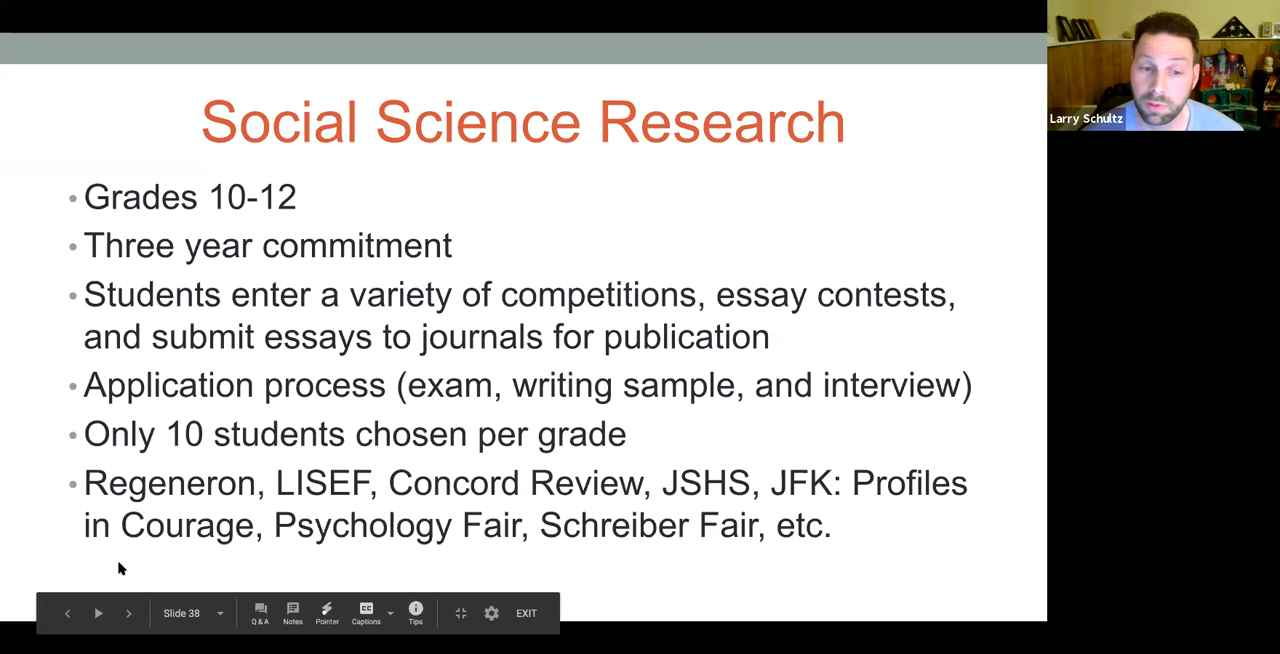 Social Science Research
• Grades 10-12
• Three year commitment
• Students enter a variety of competitions, essay contests,
and submit essays to journals for publication
• Application process (exam, writing sample, and interview)
• Only 10 students chosen per grade
• Regeneron, LISEF, Concord Review, JSHS, JFK: Profiles
in Courage, Psychology Fair, Schreiber Fair, etc.
Slide 38
Q & A
Notes
Pointer
CC
Captions
Tips
EXIT
Larry Schultz